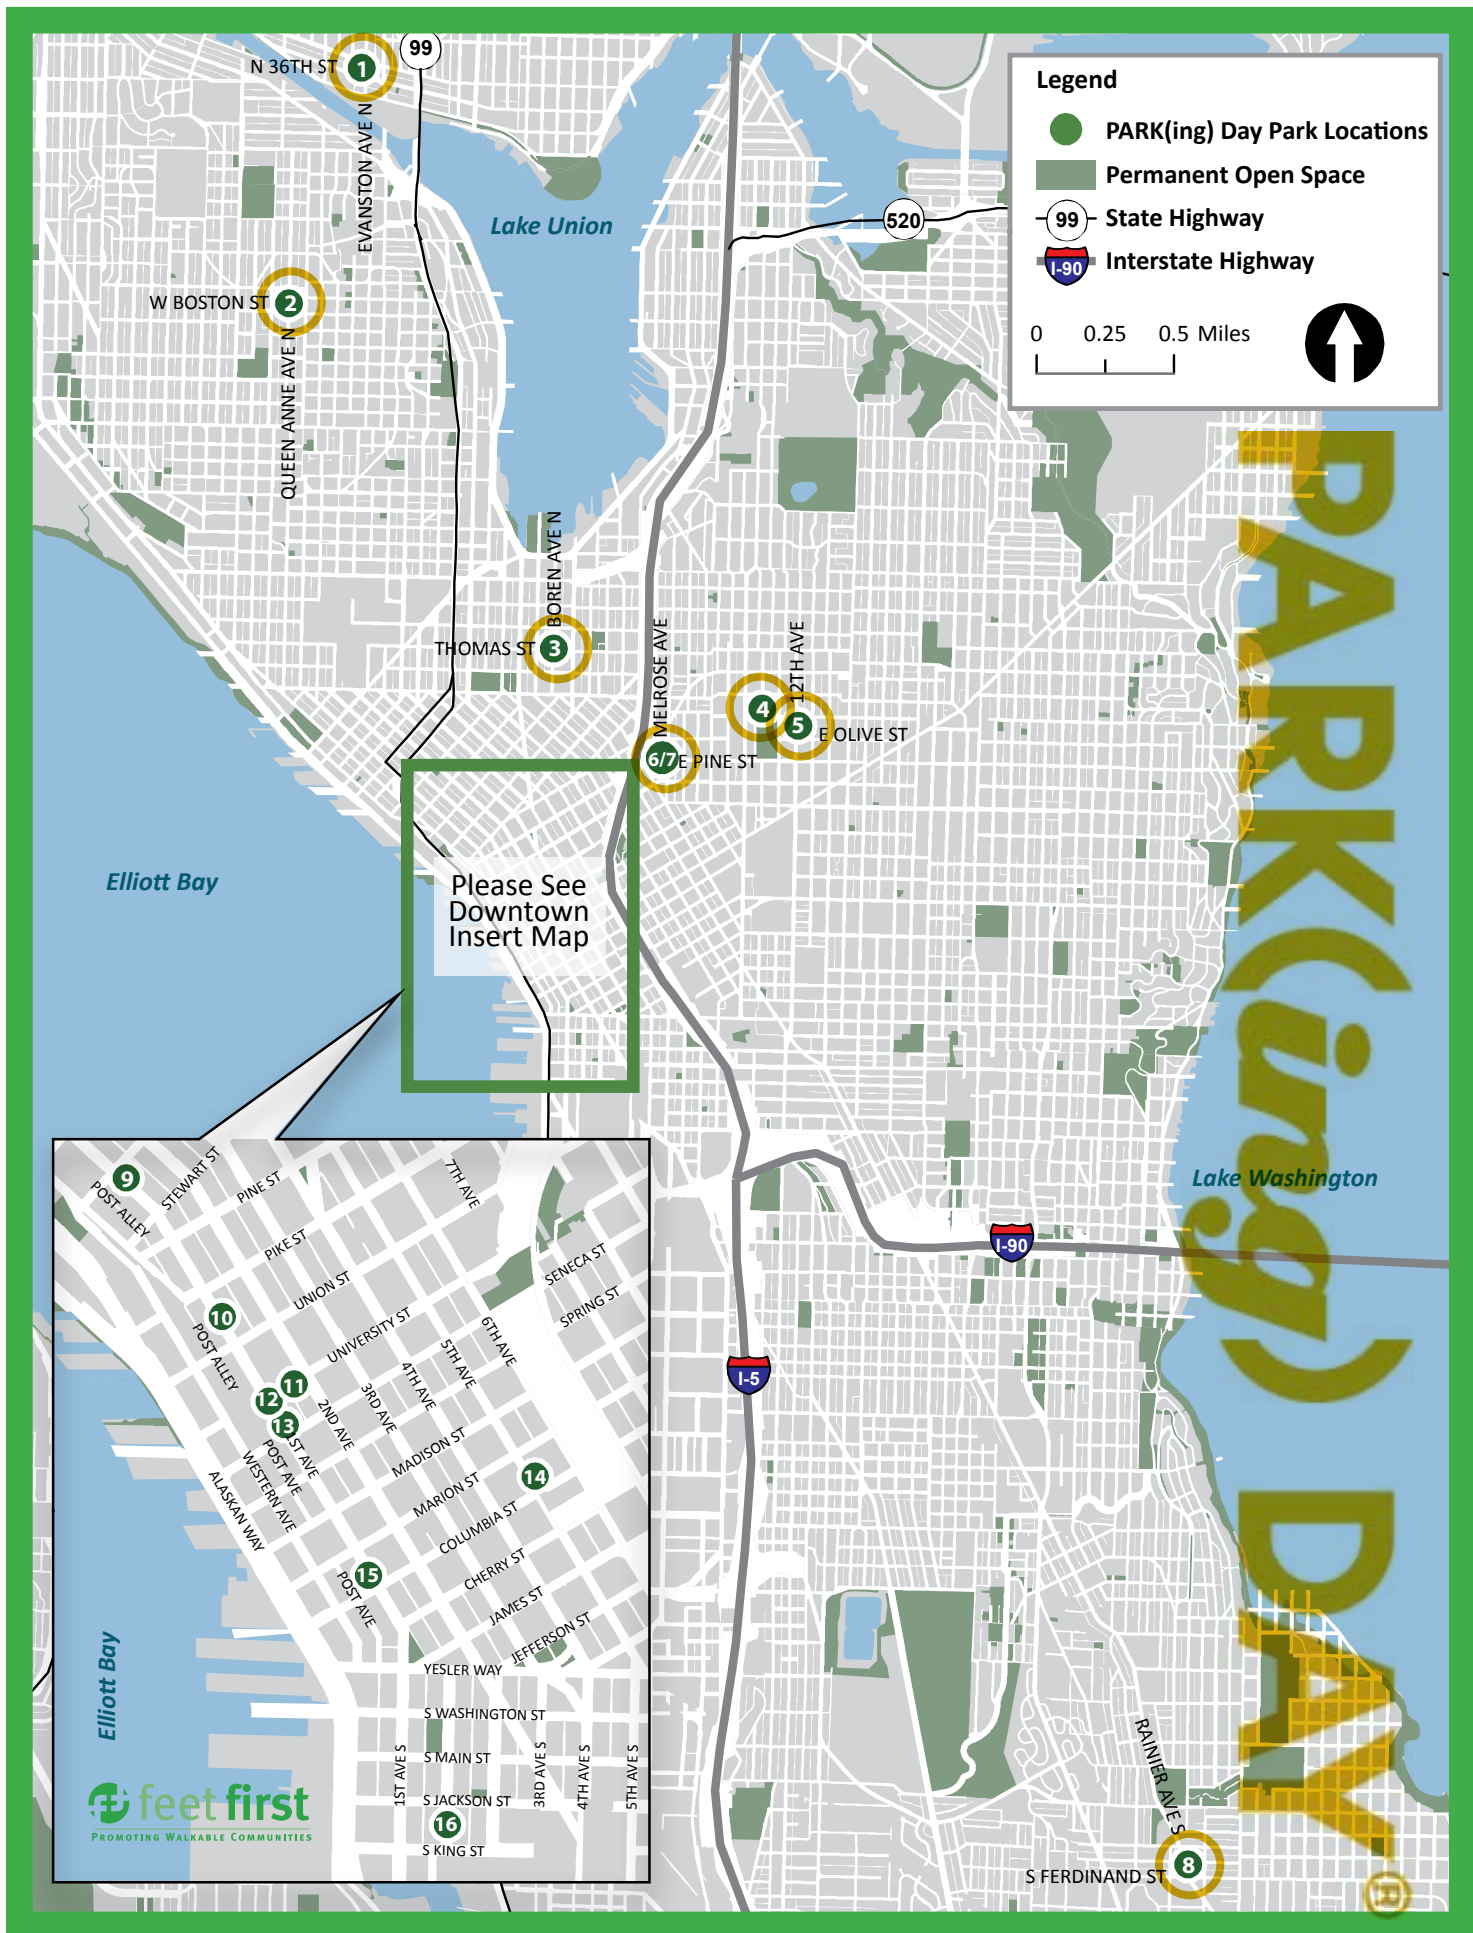 99
N 36TH ST
1
EVANSTON AVE N
Lake Union
W BOSTON ST
2
QUEEN ANNE AVE N
520
Legend
PARK(ing) Day Park Locations
Permanent Open Space
99
State Highway
I-90
Interstate Highway
0 0.25 0.5 Miles
BOREN AVE N
THOMAS ST
3
MELROSE AVE
12TH AVE
4
5
E OLIVE ST
6/7
E PINE ST
Elliott Bay
Please See
Downtown
Insert Map
PARK(ing) DAY®
Lake Washington
I-90
I-5
RAINIER AVE S
S FERDINAND ST
8
9
POST ALLEY
STEWART ST
PINE ST
7TH AVE
PIKE ST
SENECA ST
UNION ST
SPRING ST
10
POST ALLEY
UNIVERSITY ST
6TH AVE
5TH AVE
4TH AVE
3RD AVE
2ND AVE
11
12
13
1ST AVE
POST AVE
WESTERN AVE
ALASKAN WAY
MADISON ST
MARION ST
14
COLUMBIA ST
CHERRY ST
15
POST AVE
JAMES ST
JEFFERSON ST
YESLER WAY
S WASHINGTON ST
S MAIN ST
S JACKSON ST
16
S KING ST
1ST AVE S
3RD AVE S
4TH AVE S
5TH AVE S
Elliott Bay
feet first
PROMOTING WALKABLE COMMUNITIES